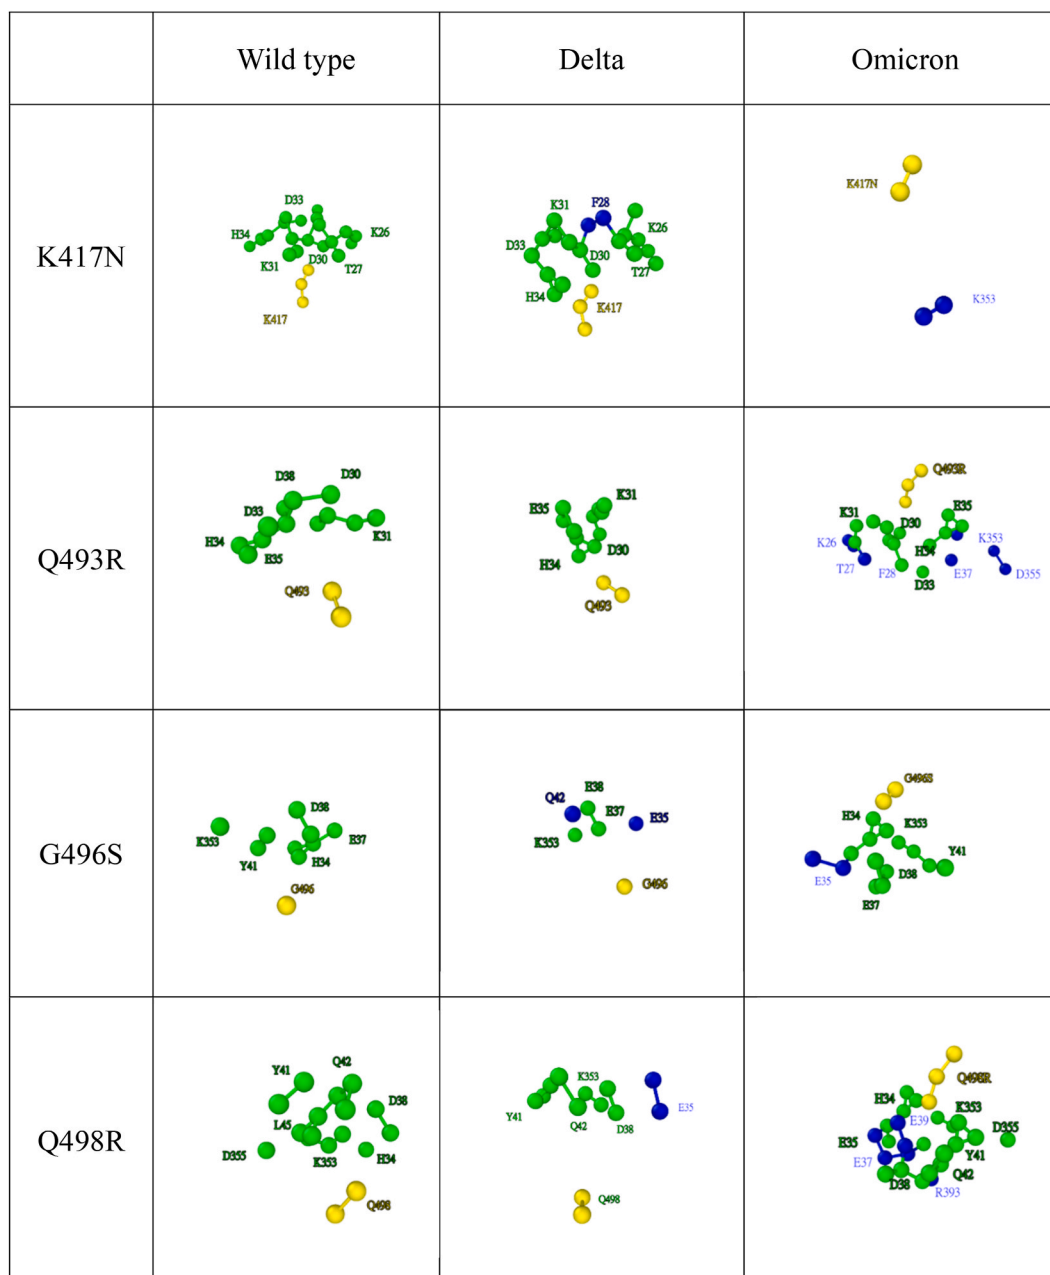 Wild type
Delta
Omicron
K417N
D33
H34
K26
K31
D30
T27
K417
K31
F28
K26
D33
D30
T27
H34
K417
K417N
K353
Q493R
D38
D30
D33
H34
E35
K31
Q493
E35
K31
D30
H34
Q493
Q493R
K31
D30
E35
K26
K353
H34
T27
F28
E37
D355
D33
G496S
D38
K353
E37
Y41
H34
G496
E38
Q42
E37
E35
K353
G496
G496S
H34
K353
Y41
E35
D38
E37
Q498R
Q42
Y41
D38
L45
D355
K353
H34
Q498
K353
Y41
Q42
D38
E35
Q498
Q498R
H34
K353
E39
D355
E35
Y41
E37
Q42
D38
R393